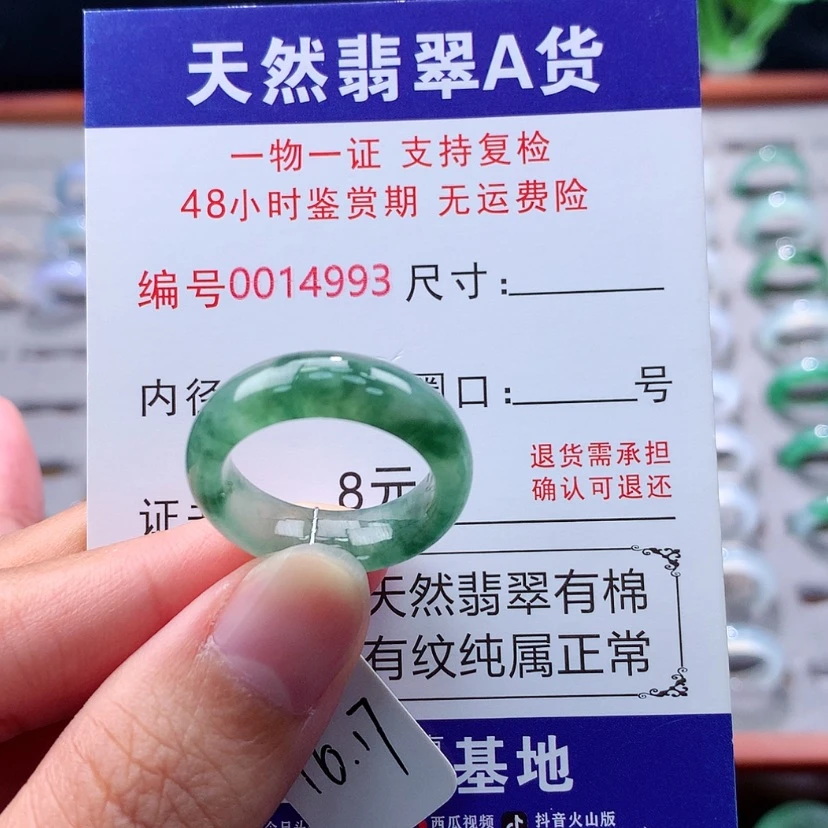 天然翡翠A货
一物一证 支持复检
48小时鉴赏期 无运费险
编号0014993 尺寸:
内径 圈口: 号
退货需承担
证 8元 确认可退还
天然翡翠有棉
有纹纯属正常
基地
16.17
西瓜视频 抖音火山版